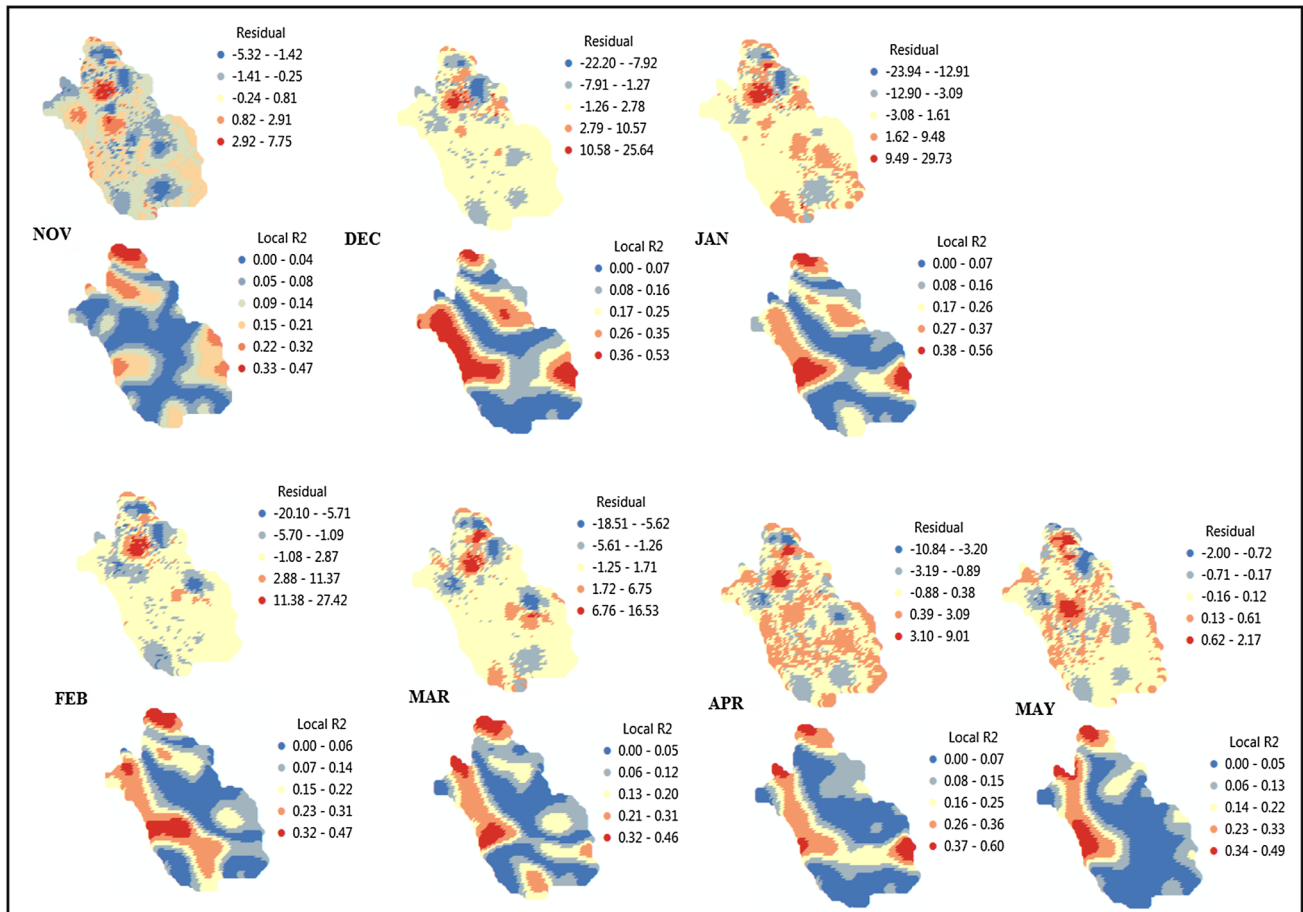 Residual
-5.32 - -1.42
-1.41 - -0.25
-0.24 - 0.81
0.82 - 2.91
2.92 - 7.75
NOV
Local R2
0.00 - 0.04
0.05 - 0.08
0.09 - 0.14
0.15 - 0.21
0.22 - 0.32
0.33 - 0.47
Residual
-22.20 - -7.92
-7.91 - -1.27
-1.26 - 2.78
2.79 - 10.57
10.58 - 25.64
DEC
Local R2
0.00 - 0.07
0.08 - 0.16
0.17 - 0.25
0.26 - 0.35
0.36 - 0.53
Residual
-23.94 - -12.91
-12.90 - -3.09
-3.08 - 1.61
1.62 - 9.48
9.49 - 29.73
JAN
Local R2
0.00 - 0.07
0.08 - 0.16
0.17 - 0.26
0.27 - 0.37
0.38 - 0.56
Residual
-20.10 - -5.71
-5.70 - -1.09
-1.08 - 2.87
2.88 - 11.37
11.38 - 27.42
FEB
Local R2
0.00 - 0.06
0.07 - 0.14
0.15 - 0.22
0.23 - 0.31
0.32 - 0.47
Residual
-18.51 - -5.62
-5.61 - -1.26
-1.25 - 1.71
1.72 - 6.75
6.76 - 16.53
MAR
Local R2
0.00 - 0.05
0.06 - 0.12
0.13 - 0.20
0.21 - 0.31
0.32 - 0.46
Residual
-10.84 - -3.20
-3.19 - -0.89
-0.88 - 0.38
0.39 - 3.09
3.10 - 9.01
APR
Local R2
0.00 - 0.07
0.08 - 0.15
0.16 - 0.25
0.26 - 0.36
0.37 - 0.60
Residual
-2.00 - -0.72
-0.71 - -0.17
-0.16 - 0.12
0.13 - 0.61
0.62 - 2.17
MAY
Local R2
0.00 - 0.05
0.06 - 0.13
0.14 - 0.22
0.23 - 0.33
0.34 - 0.49